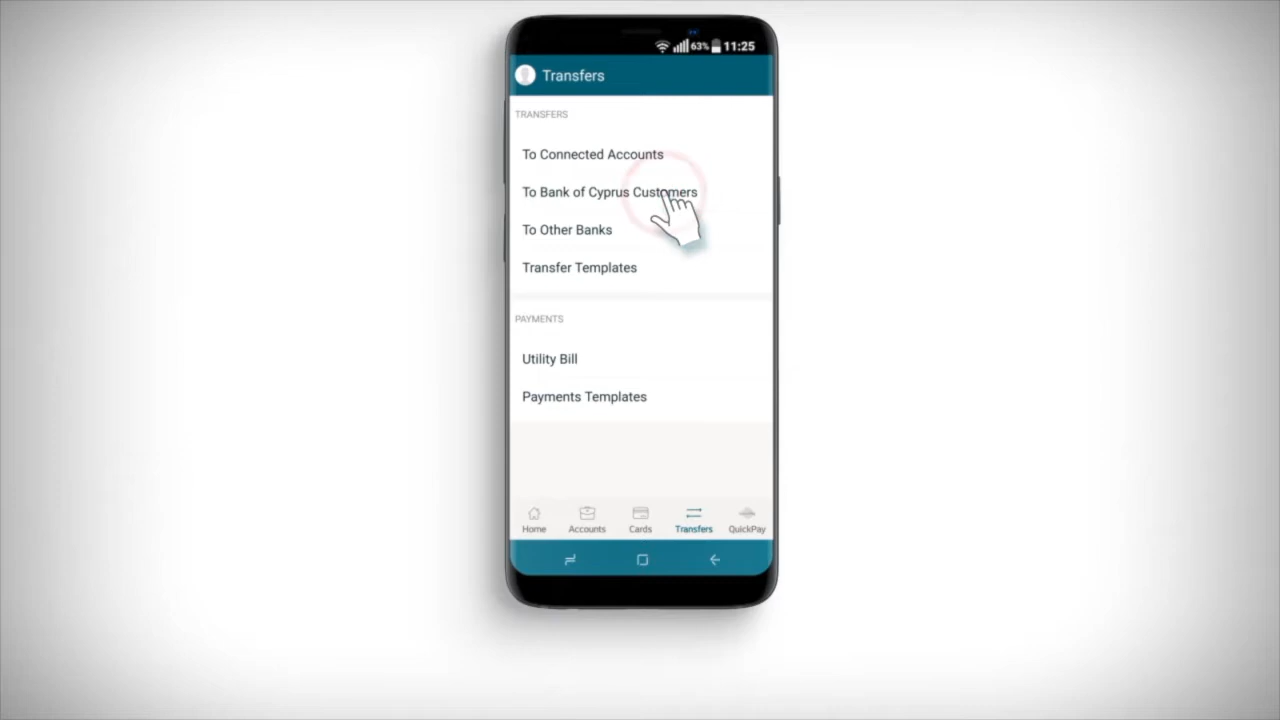 63% 11:25
Transfers
TRANSFERS
To Connected Accounts
To Bank of Cyprus Customers
To Other Banks
Transfer Templates
PAYMENTS
Utility Bill
Payments Templates
Home Accounts Cards Transfers QuickPay